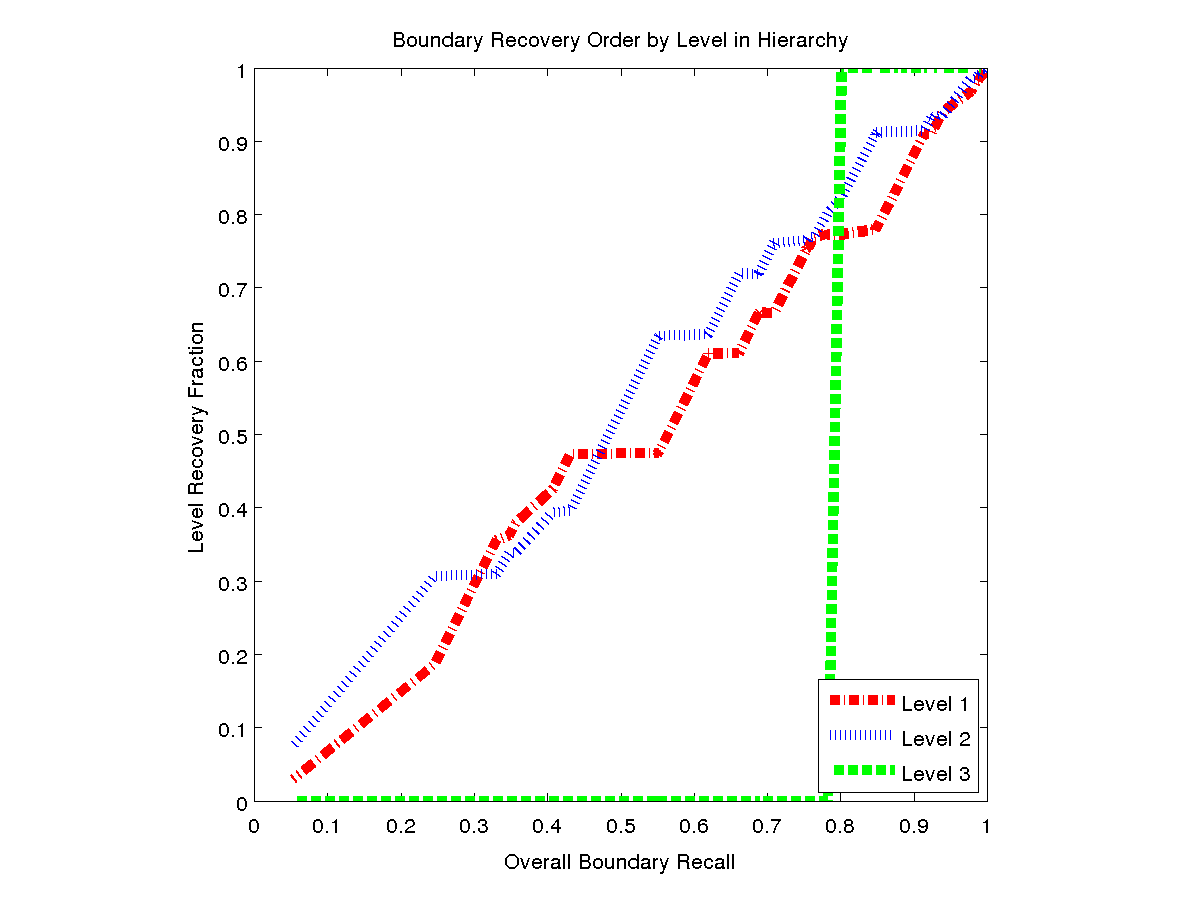 Boundary Recovery Order by Level in Hierarchy
1
0.9
0.8
0.7
0.6
0.5
0.4
0.3
0.2
0.1
0
Level Recovery Fraction
Level 1
Level 2
Level 3
0 0.1 0.2 0.3 0.4 0.5 0.6 0.7 0.8 0.9 1
Overall Boundary Recall